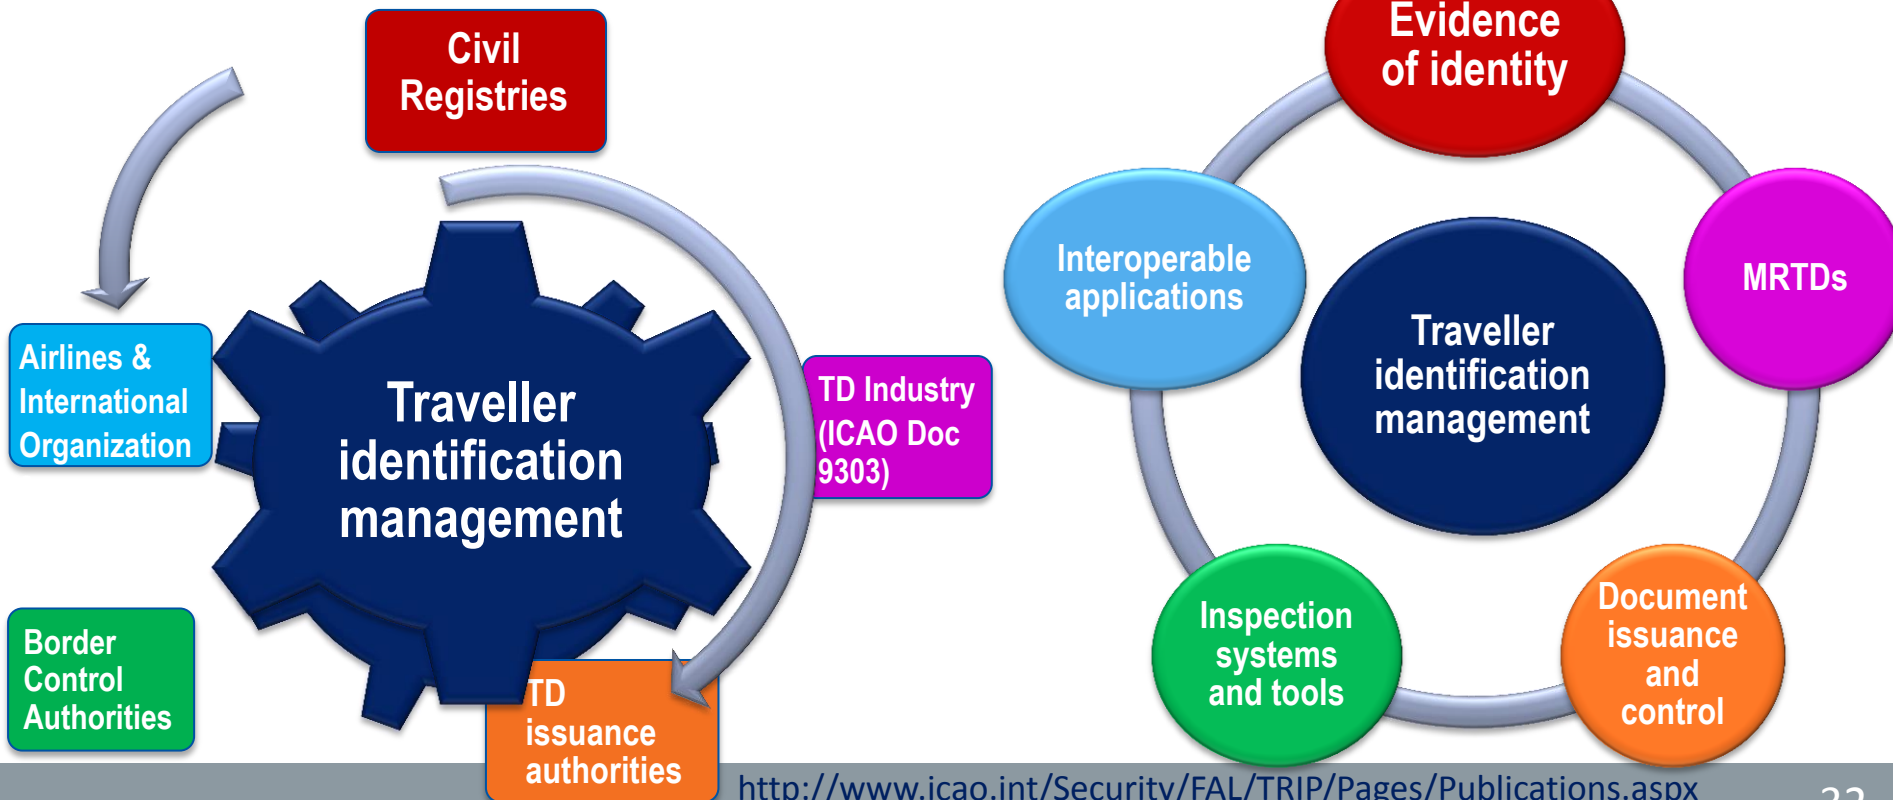 Civil
Registries
Airlines &
International
Organization
Traveller
identification
management
TD Industry
(ICAO Doc
9303)
Border
Control
Authorities
TD
issuance
authorities
Evidence
of identity
Interoperable
applications
MRTDs
Traveller
identification
management
Inspection
systems
and tools
Document
issuance
and
control
http://www.icao.int/Security/FAL/TRIP/Pages/Publications.aspx
32